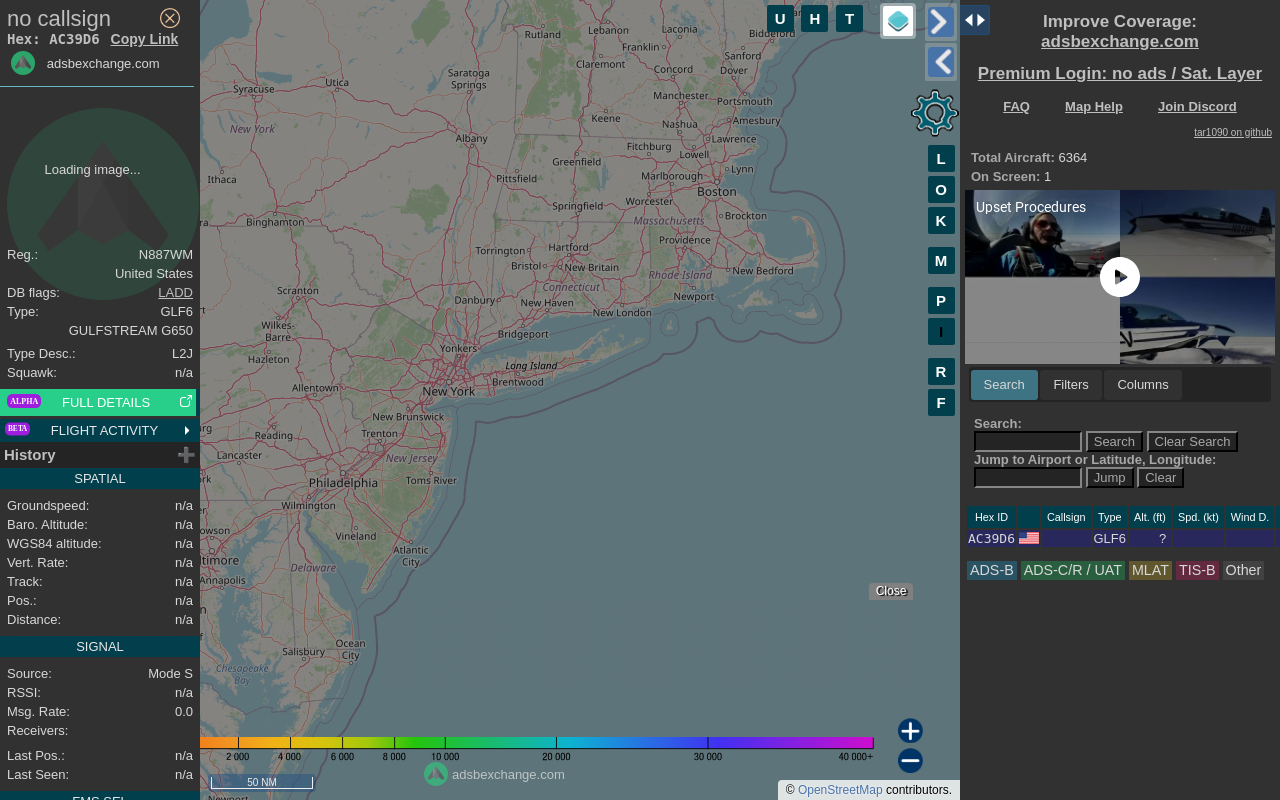 no callsign
Hex: AC39D6 Copy Link
adsbexchange.com
Loading image...
Reg.: N887WM
United States
DB flags: LADD
Type: GLF6
GULFSTREAM G650
Type Desc.: L2J
Squawk: n/a
ALPHA FULL DETAILS
BETA FLIGHT ACTIVITY
History
SPATIAL
Groundspeed: n/a
Baro. Altitude: n/a
WGS84 altitude: n/a
Vert. Rate: n/a
Track: n/a
Pos.: n/a
Distance: n/a
SIGNAL
Source: Mode S
RSSI: n/a
Msg. Rate: 0.0
Receivers:
Last Pos.: n/a
Last Seen: n/a
FMS SEL
U H T
L
O
K
M
P
I
R
F
Rutland
Lebanon
Laconia
Biddeford
Franklin
Sanford
Claremont
Concord
Dover
Saratoga
Springs
Utica
Syracuse
Manchester
Portsmouth
Keene
Nashua
Amesbury
New York
Albany
Fitchburg
Lawrence
Greenfield
Lowell
Lynn
Ithaca
Pittsfield
Marlborough
Boston
Springfield
Worcester
Massachusetts
Brockton
Binghamton
Torrington
Hartford
Providence
Bristol
New Britain
Rhode Island
New Bedford
Connecticut
Scranton
Danbury
New Haven
Newport
New London
Wilkes-
Barre
Bridgeport
Hazleton
Yonkers
Long Island
Brentwood
Allentown
New York
New Brunswick
Reading
Trenton
Lancaster
New Jersey
Philadelphia
Toms River
Wilmington
Vineland
Atlantic
City
Annapolis
Delaware
Ocean
City
Salisbury
Chesapeake
Bay
Close
2 000 4 000 6 000 8 000 10 000 20 000 30 000 40 000+
adsbexchange.com
50 NM
© OpenStreetMap contributors.
Improve Coverage:
adsbexchange.com
Premium Login: no ads / Sat. Layer
FAQ Map Help Join Discord
tar1090 on github
Total Aircraft: 6364
On Screen: 1
Upset Procedures
Search Filters Columns
Search:
Search Clear Search
Jump to Airport or Latitude, Longitude:
Jump Clear
Hex ID Callsign Type Alt. (ft) Spd. (kt) Wind D.
AC39D6 GLF6 ?
ADS-B ADS-C/R / UAT MLAT TIS-B Other